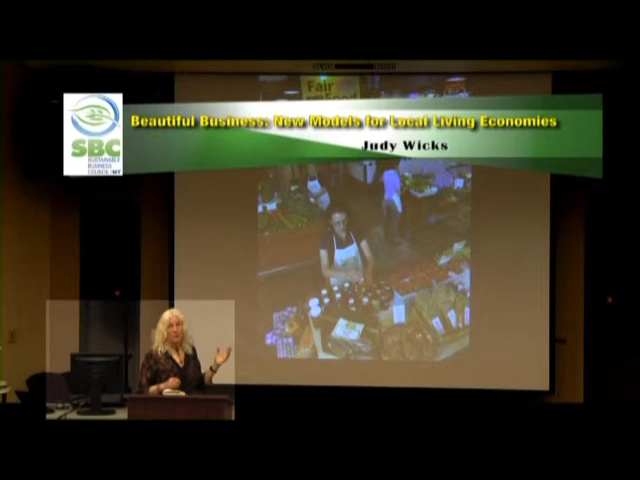 Fair
Food
Beautiful Business: New Models for Local Living Economies
Judy Wicks
SBC
SUSTAINABLE
BUSINESS
COUNCIL